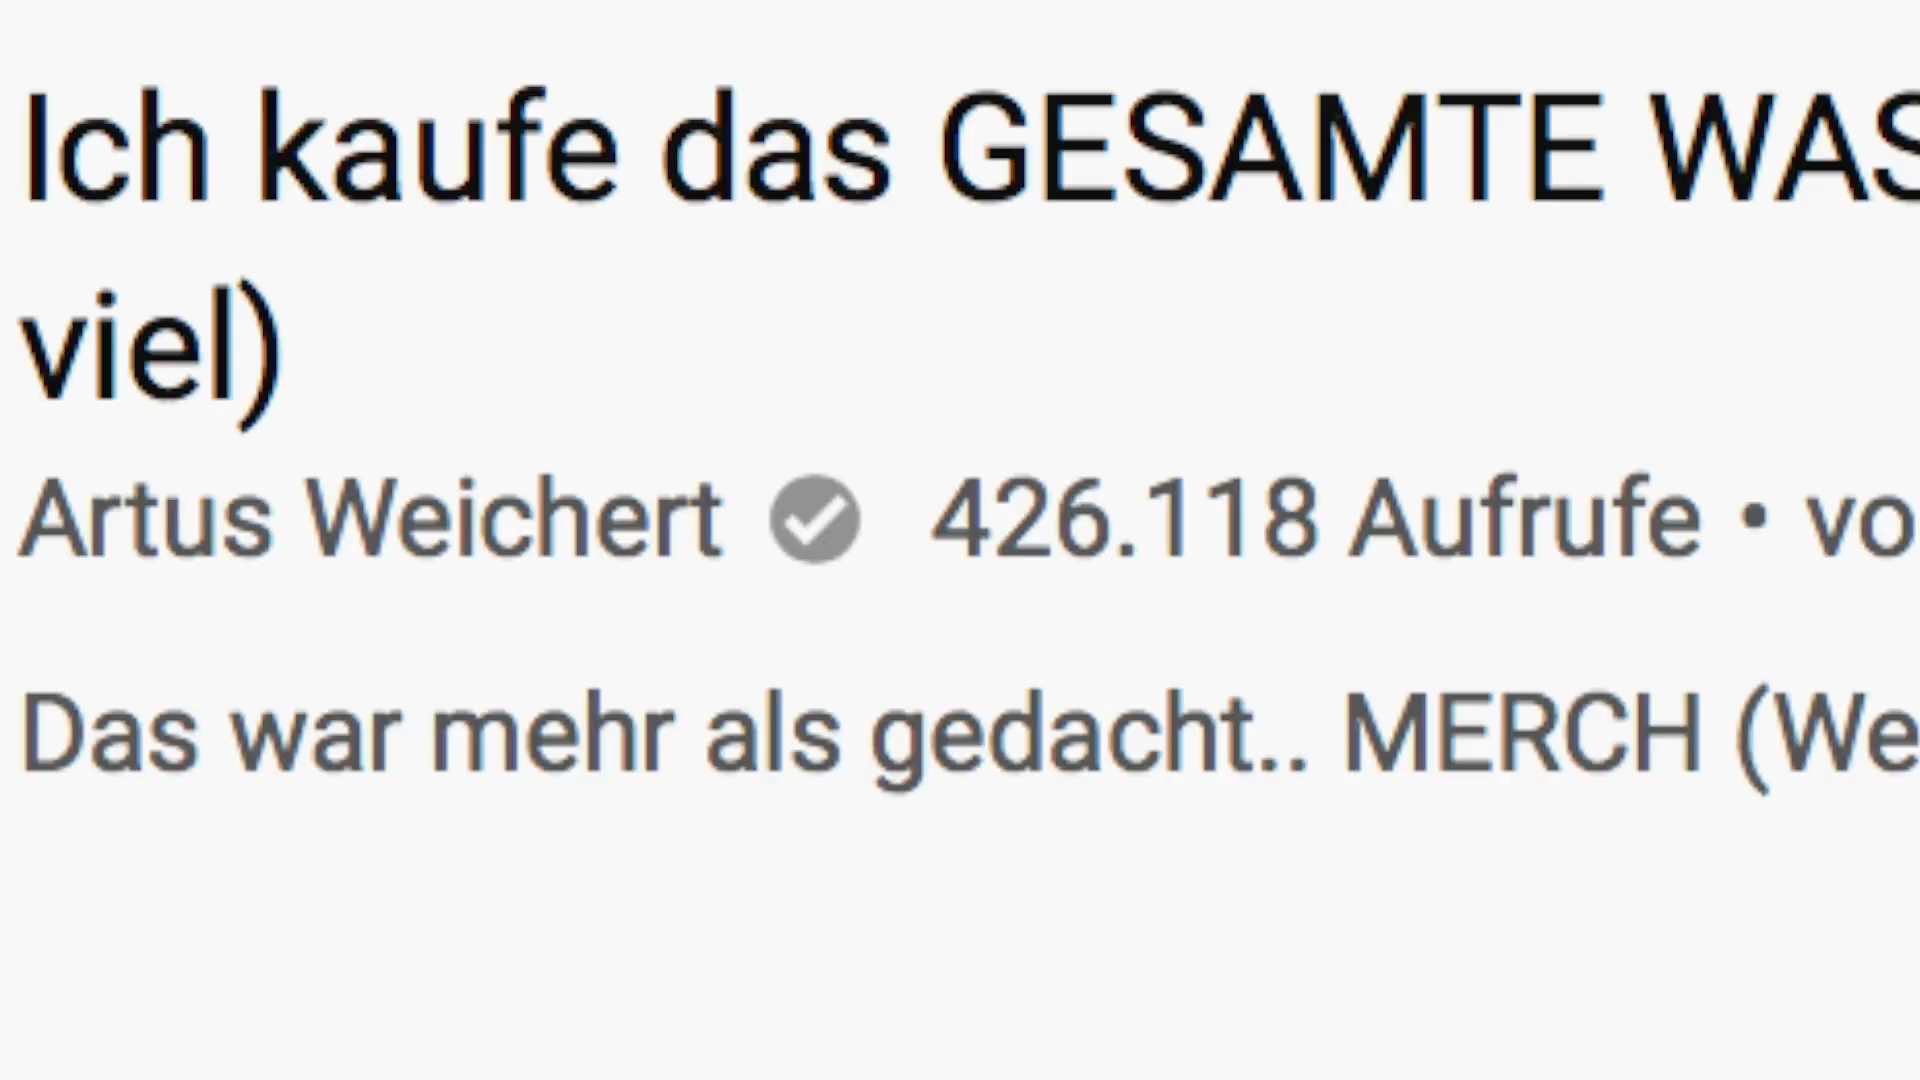 Ich kaufe das GESAMTE WAS
viel)
Artus Weichert 426.118 Aufrufe • vo
Das war mehr als gedacht.. MERCH (We